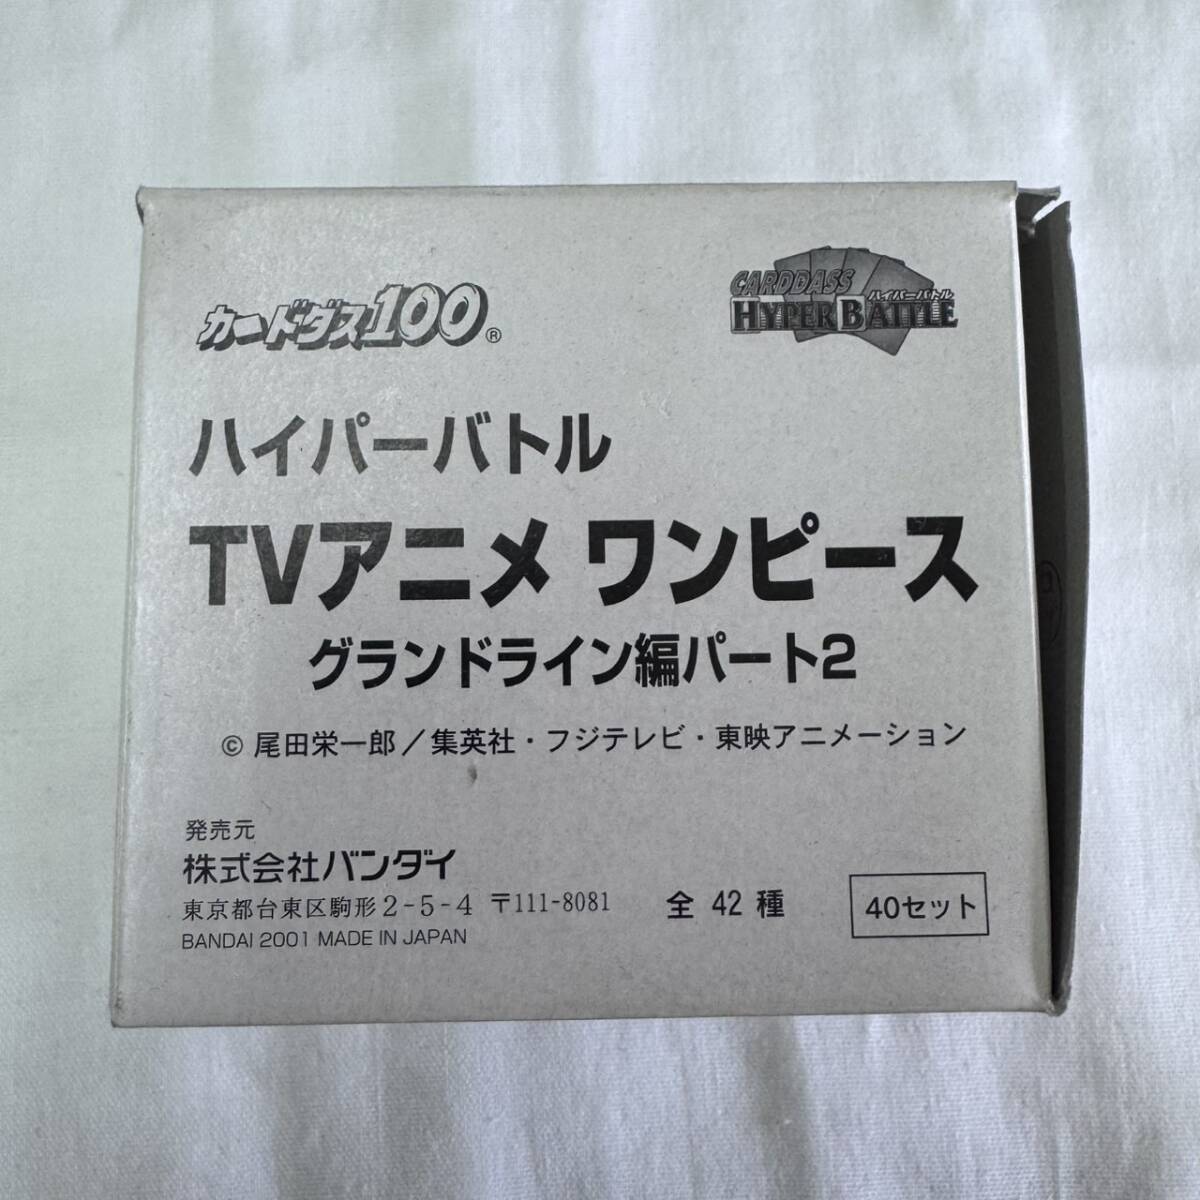 カードダス100®
CARDDASS
ハイパーバトル
HYPER BATTLE
ハイパーバトル
TVアニメ ワンピース
グランドライン編パート2
© 尾田栄一郎／集英社・フジテレビ・東映アニメーション
発売元
株式会社バンダイ
東京都台東区駒形2-5-4 〒111-8081
BANDAI 2001 MADE IN JAPAN
全 42 種
40セット